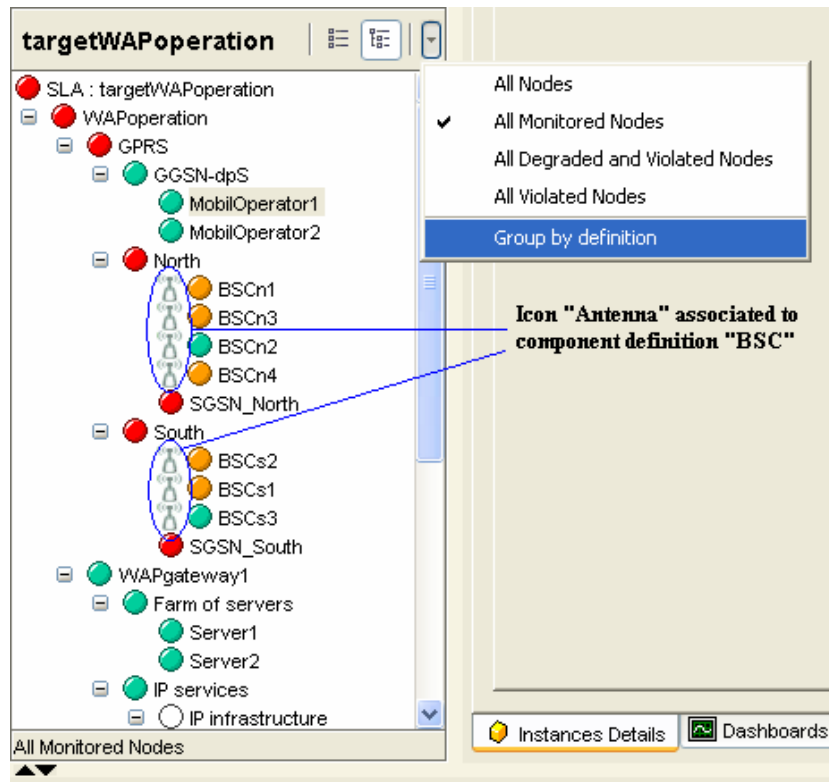 targetWAPoperation
SLA : targetWAPoperation
WAPoperation
GPRS
GGSN-dpS
MobilOperator1
MobilOperator2
North
BSCn1
BSCn3
BSCn2
BSCn4
SGSN_North
South
BSCs2
BSCs1
BSCs3
SGSN_South
WAPgateway1
Farm of servers
Server1
Server2
IP services
IP infrastructure
All Monitored Nodes
All Nodes
All Monitored Nodes
All Degraded and Violated Nodes
All Violated Nodes
Group by definition
Icon "Antenna" associated to
component definition "BSC"
Instances Details
Dashboards